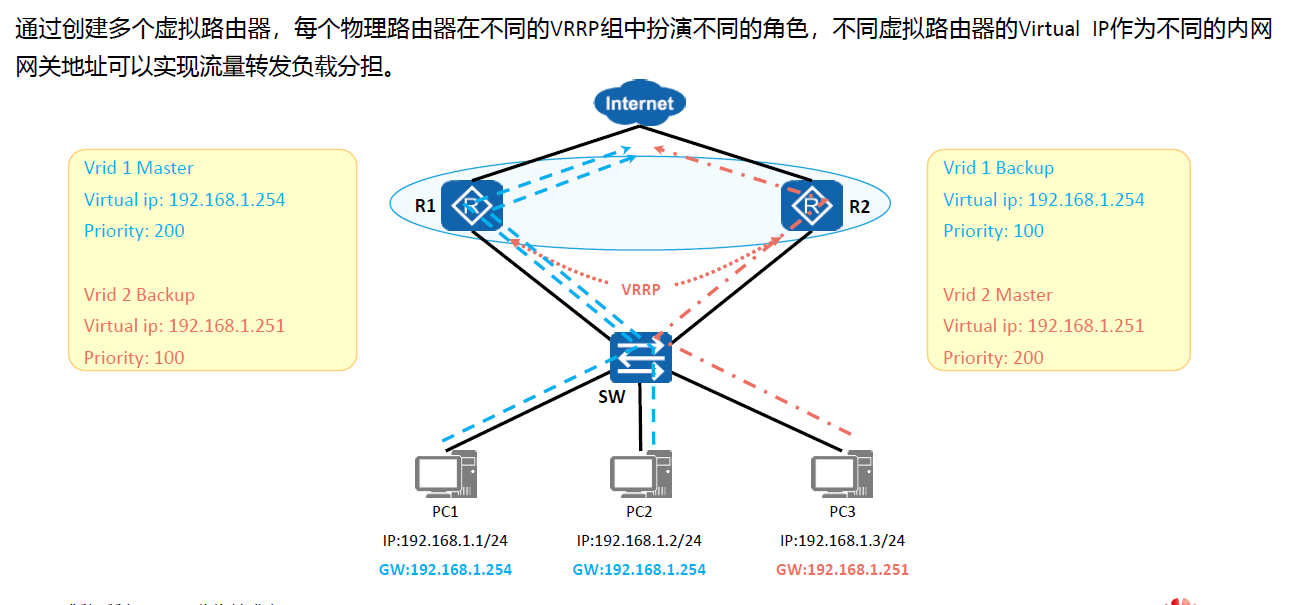 通过创建多个虚拟路由器，每个物理路由器在不同的VRRP组中扮演不同的角色，不同虚拟路由器的Virtual IP作为不同的内网
网关地址可以实现流量转发负载分担。
Internet
Vrid 1 Master
Virtual ip: 192.168.1.254
Priority: 200
Vrid 2 Backup
Virtual ip: 192.168.1.251
Priority: 100
R1
R
R
R2
Vrid 1 Backup
Virtual ip: 192.168.1.254
Priority: 100
Vrid 2 Master
Virtual ip: 192.168.1.251
Priority: 200
VRRP
SW
PC1
IP:192.168.1.1/24
GW:192.168.1.254
PC2
IP:192.168.1.2/24
GW:192.168.1.254
PC3
IP:192.168.1.3/24
GW:192.168.1.251